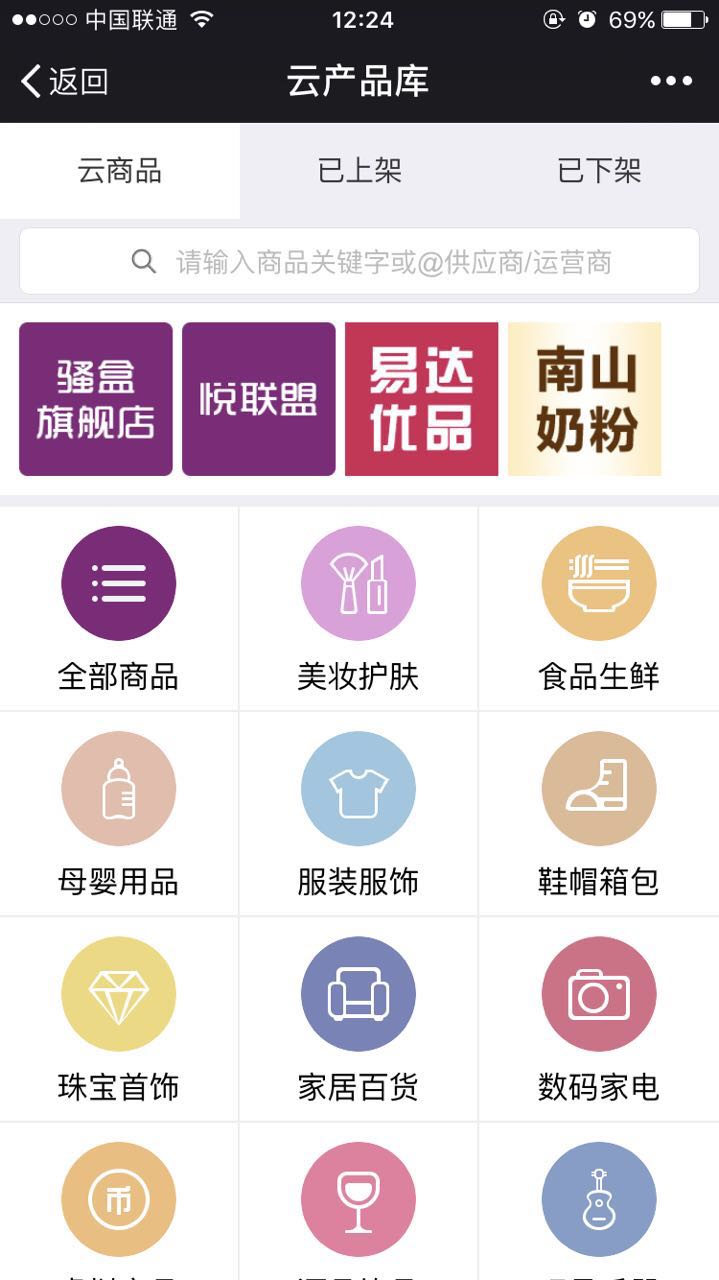 中国联通
12:24
69%
返回
云产品库
云商品
已上架
已下架
请输入商品关键字或@供应商/运营商
骚盒
旗舰店
悦联盟
易达
优品
南山
奶粉
全部商品
美妆护肤
食品生鲜
母婴用品
服装服饰
鞋帽箱包
珠宝首饰
家居百货
数码家电
币